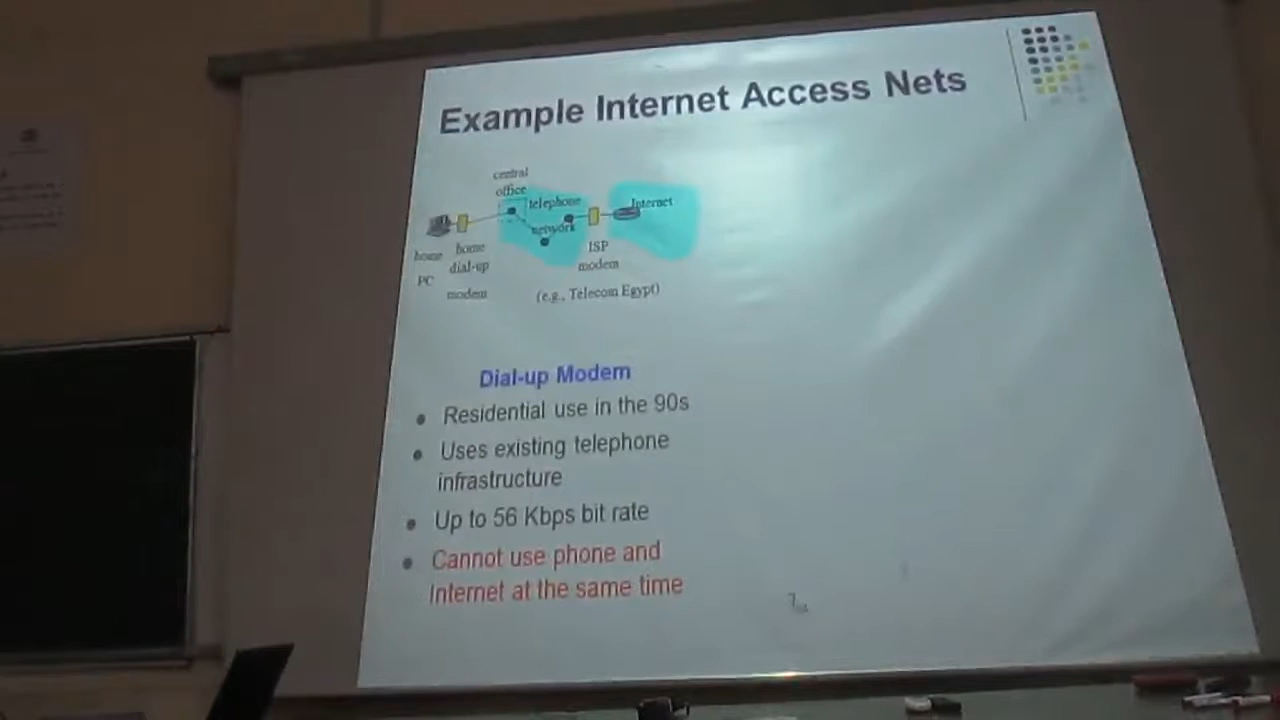 Example Internet Access Nets
central
office
telephone
Internet
network
home
home
ISP
dial-up
modem
PC
modem
(e.g., Telecom Egypt)
Dial-up Modem
Residential use in the 90s
Uses existing telephone
infrastructure
Up to 56 Kbps bit rate
Cannot use phone and
Internet at the same time